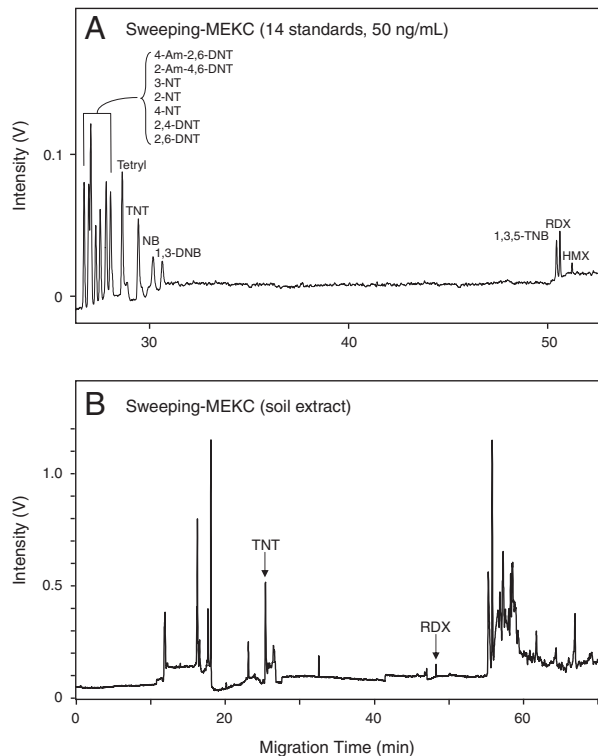 A
Sweeping-MEKC (14 standards, 50 ng/mL)
4-Am-2,6-DNT
2-Am-4,6-DNT
3-NT
2-NT
4-NT
2,4-DNT
2,6-DNT
Tetryl
TNT
NB
1,3-DNB
RDX
1,3,5-TNB
HMX
Intensity (V)
0.1
0
30
40
50
B
Sweeping-MEKC (soil extract)
Intensity (V)
1.0
0.5
0
TNT
RDX
0
20
40
60
Migration Time (min)